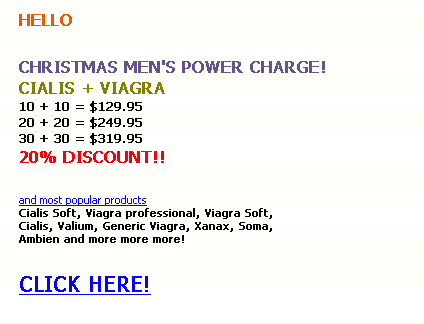 HELLO
CHRISTMAS MEN'S POWER CHARGE!
CIALIS + VIAGRA
10 + 10 = $129.95
20 + 20 = $249.95
30 + 30 = $319.95
20% DISCOUNT!!
and most popular products
Cialis Soft, Viagra professional, Viagra Soft,
Cialis, Valium, Generic Viagra, Xanax, Soma,
Ambien and more more more!
CLICK HERE!